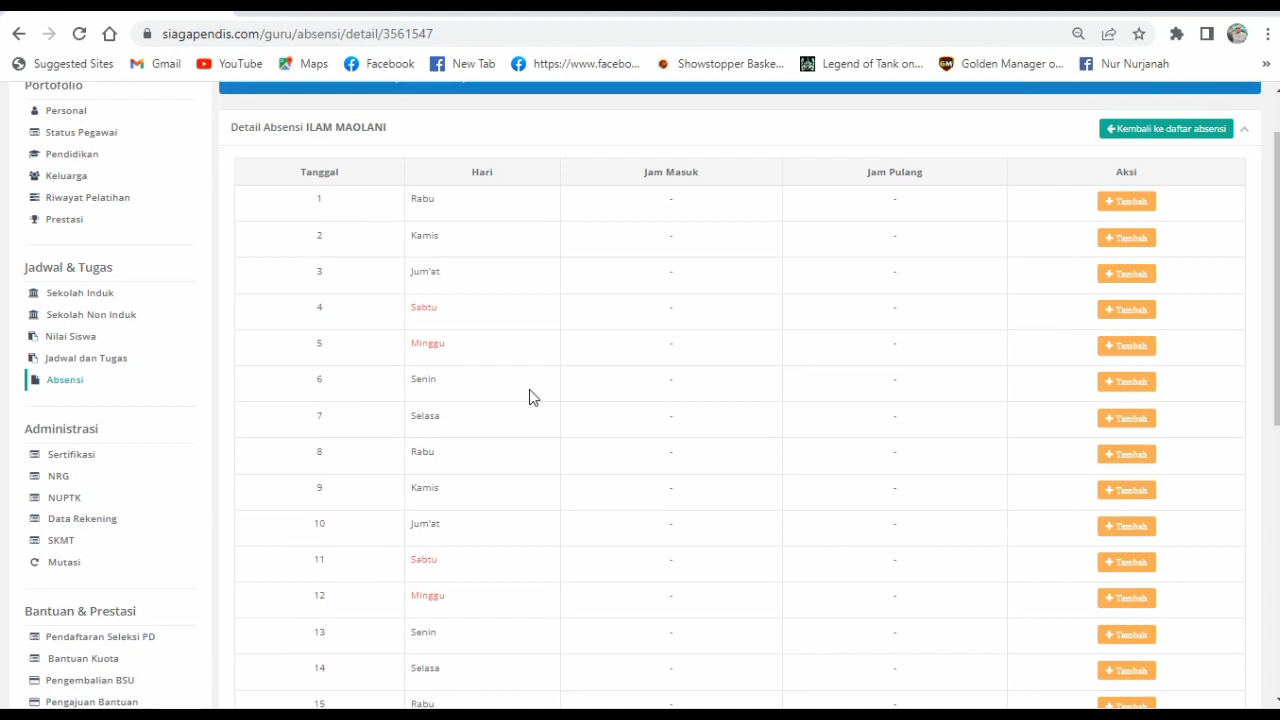 siagapendis.com/guru/absensi/detail/3561547
Suggested Sites Gmail YouTube Maps Facebook New Tab https://www.facebo... Showstopper Baske... Legend of Tank on... Golden Manager o... Nur Nurjanah »
Portofolio
Personal
Status Pegawai
Pendidikan
Keluarga
Riwayat Pelatihan
Prestasi
Jadwal & Tugas
Sekolah Induk
Sekolah Non Induk
Nilai Siswa
Jadwal dan Tugas
Absensi
Administrasi
Sertifikasi
NRG
NUPTK
Data Rekening
SKMT
Mutasi
Bantuan & Prestasi
Pendaftaran Seleksi PD
Bantuan Kuota
Pengembalian BSU
Pengajuan Bantuan
Detail Absensi ILAM MAOLANI Kembali ke daftar absensi
Tanggal Hari Jam Masuk Jam Pulang Aksi
1 Rabu - - + Tambah
2 Kamis - - + Tambah
3 Jum'at - - + Tambah
4 Sabtu - - + Tambah
5 Minggu - - + Tambah
6 Senin - - + Tambah
7 Selasa - - + Tambah
8 Rabu - - + Tambah
9 Kamis - - + Tambah
10 Jum'at - - + Tambah
11 Sabtu - - + Tambah
12 Minggu - - + Tambah
13 Senin - - + Tambah
14 Selasa - - + Tambah
15 Rabu - - + Tambah